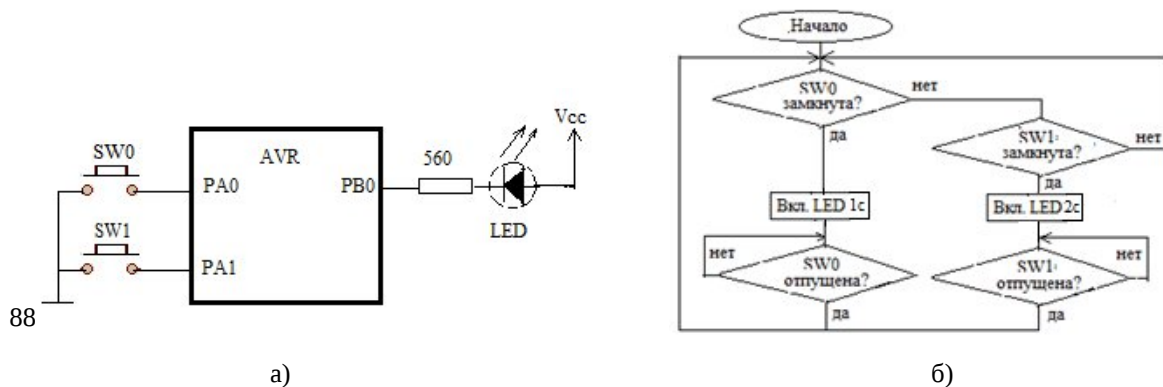 SW0
SW1
AVR
PA0
PA1
PB0
560
LED
Vcc
88
а)
Начало
SW0
замкнута?
нет
да
SW1
замкнута?
нет
да
Вкл. LED 1с
Вкл. LED 2с
нет
SW0
отпущена?
да
SW1
отпущена?
нет
да
б)